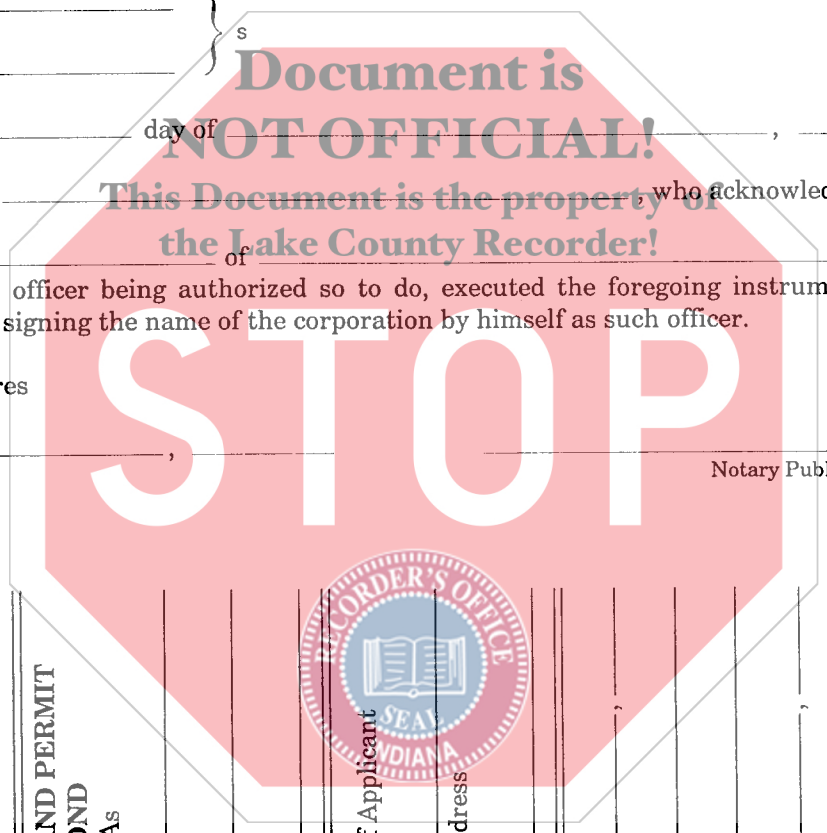 s
Document is
day of ,
NOT OFFICIAL!
This Document is the property of
, who acknowled
the Lake County Recorder!
of
officer being authorized so to do, executed the foregoing instrum
signing the name of the corporation by himself as such officer.
res
STOP
,
Notary Publ
RECORDER'S OFFICE
SEAL
INDIANA
ND PERMIT
OND
As
f Applicant
dress
,
,